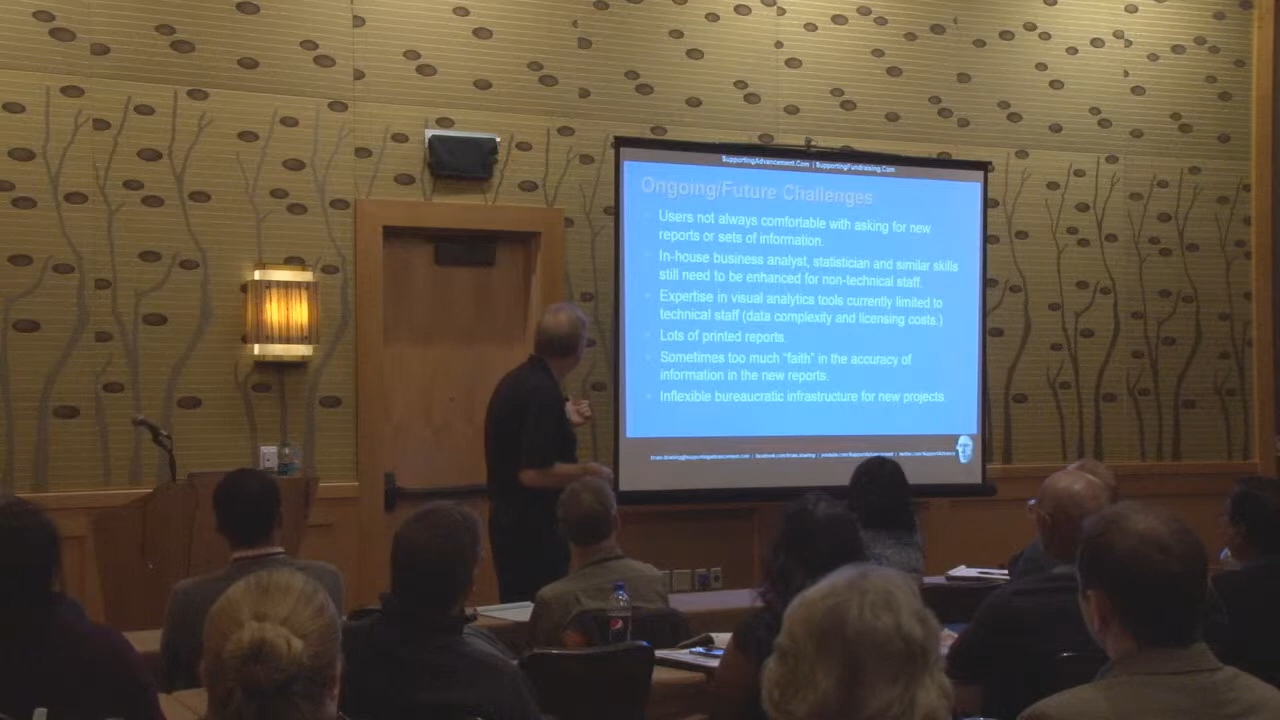 SupportingAdvancement.Com | SupportingFundraising.Com
Ongoing/Future Challenges
Users not always comfortable with asking for new
reports or sets of information.
In-house business analyst, statistician and similar skills
still need to be enhanced for non-technical staff.
Expertise in visual analytics tools currently limited to
technical staff (data complexity and licensing costs.)
Lots of printed reports.
Sometimes too much "faith" in the accuracy of
information in the new reports.
Inflexible bureaucratic infrastructure for new projects.